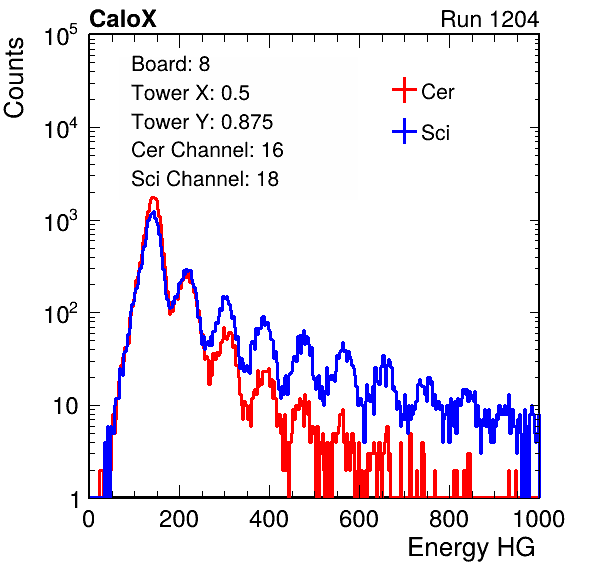 CaloX
Run 1204
Counts
Board: 8
Tower X: 0.5
Tower Y: 0.875
Cer Channel: 16
Sci Channel: 18
Cer
Sci
10^5
10^4
10^3
10^2
10
1
0 200 400 600 800 1000
Energy HG